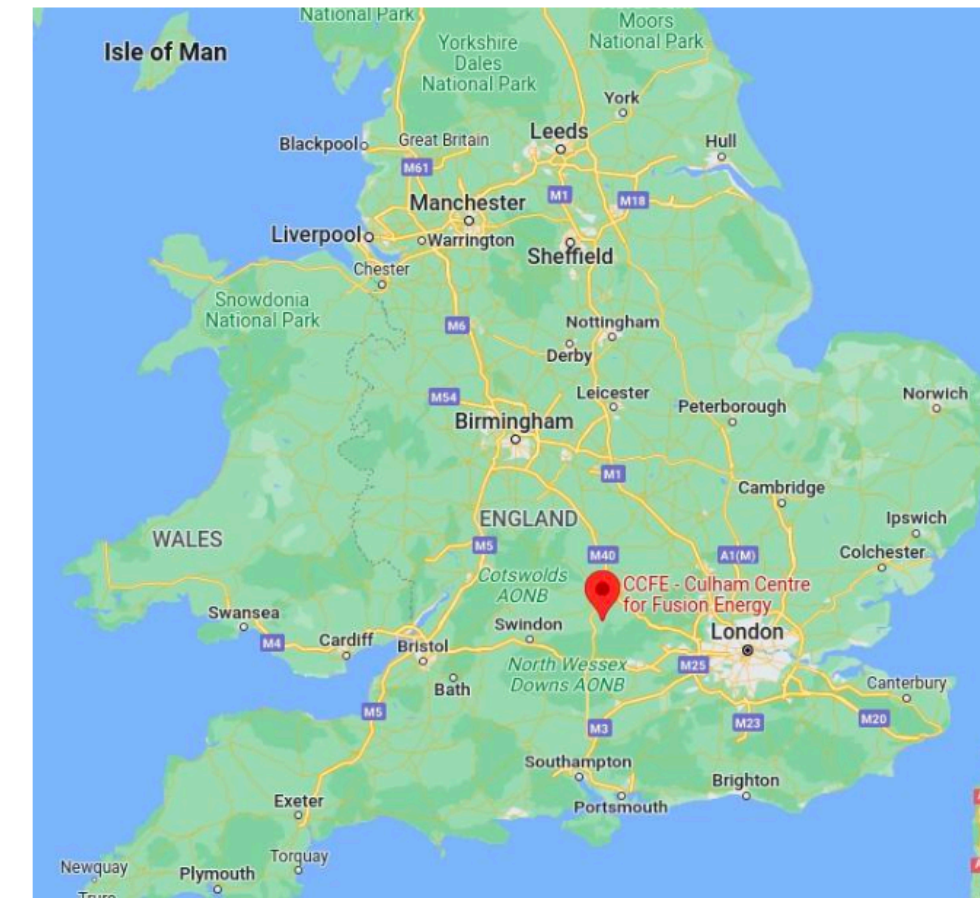 National Park
Moors
National Park
Isle of Man
Yorkshire
Dales
National Park
York
Leeds
Blackpool
Great Britain
Hull
M61
M1
M18
Manchester
Liverpool
Warrington
Sheffield
Chester
Snowdonia
National Park
M6
Nottingham
Derby
M54
Leicester
Norwich
Peterborough
Birmingham
M1
Cambridge
ENGLAND
Ipswich
WALES
M5
M40
A1(M)
Colchester
Cotswolds
AONB
CCFE - Culham Centre
for Fusion Energy
Swansea
Swindon
London
M4
Cardiff
Bristol
M25
North Wessex
Downs AONB
Bath
Canterbury
M5
M3
M23
M20
Southampton
Brighton
Exeter
Portsmouth
Torquay
Newquay
Plymouth